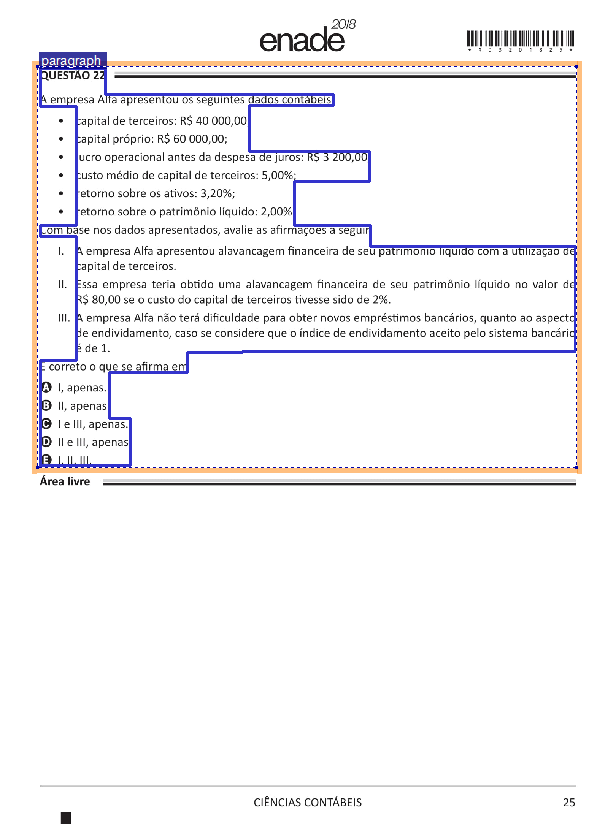 enade 2018
*R2520182S*
paragraph
QUESTÃO 22
A empresa Alfa apresentou os seguintes dados contábeis
• capital de terceiros: R$ 40 000,00
• capital próprio: R$ 60 000,00;
• lucro operacional antes da despesa de juros: R$ 3 200,00
• custo médio de capital de terceiros: 5,00%;
• retorno sobre os ativos: 3,20%;
• retorno sobre o patrimônio líquido: 2,00%
Com base nos dados apresentados, avalie as afirmações a seguir
I. A empresa Alfa apresentou alavancagem financeira de seu patrimônio líquido com a utilização de
capital de terceiros.
II. Essa empresa teria obtido uma alavancagem financeira de seu patrimônio líquido no valor de
R$ 80,00 se o custo do capital de terceiros tivesse sido de 2%.
III. A empresa Alfa não terá dificuldade para obter novos empréstimos bancários, quanto ao aspecto
de endividamento, caso se considere que o índice de endividamento aceito pelo sistema bancário
é de 1.
É correto o que se afirma em
A I, apenas.
B II, apenas
C I e III, apenas.
D II e III, apenas
E I, II, III.
Área livre
CIÊNCIAS CONTÁBEIS 25